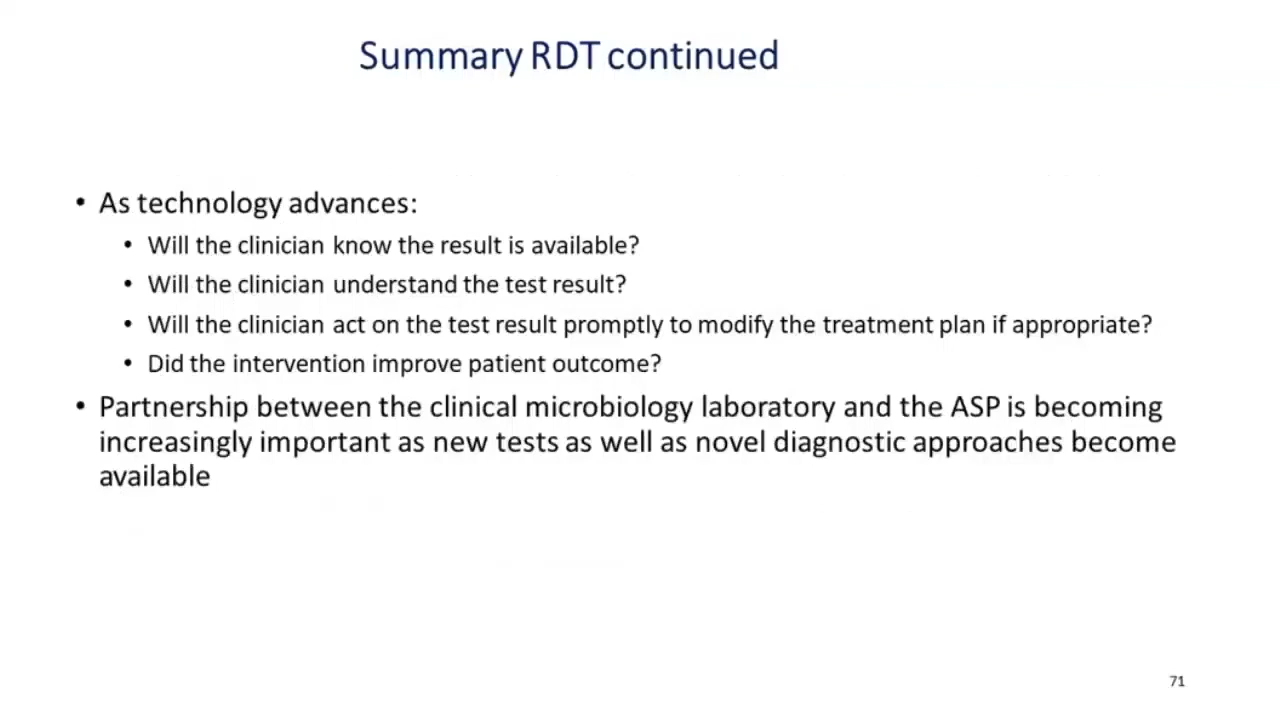 Summary RDT continued
• As technology advances:
• Will the clinician know the result is available?
• Will the clinician understand the test result?
• Will the clinician act on the test result promptly to modify the treatment plan if appropriate?
• Did the intervention improve patient outcome?
• Partnership between the clinical microbiology laboratory and the ASP is becoming
increasingly important as new tests as well as novel diagnostic approaches become
available
71